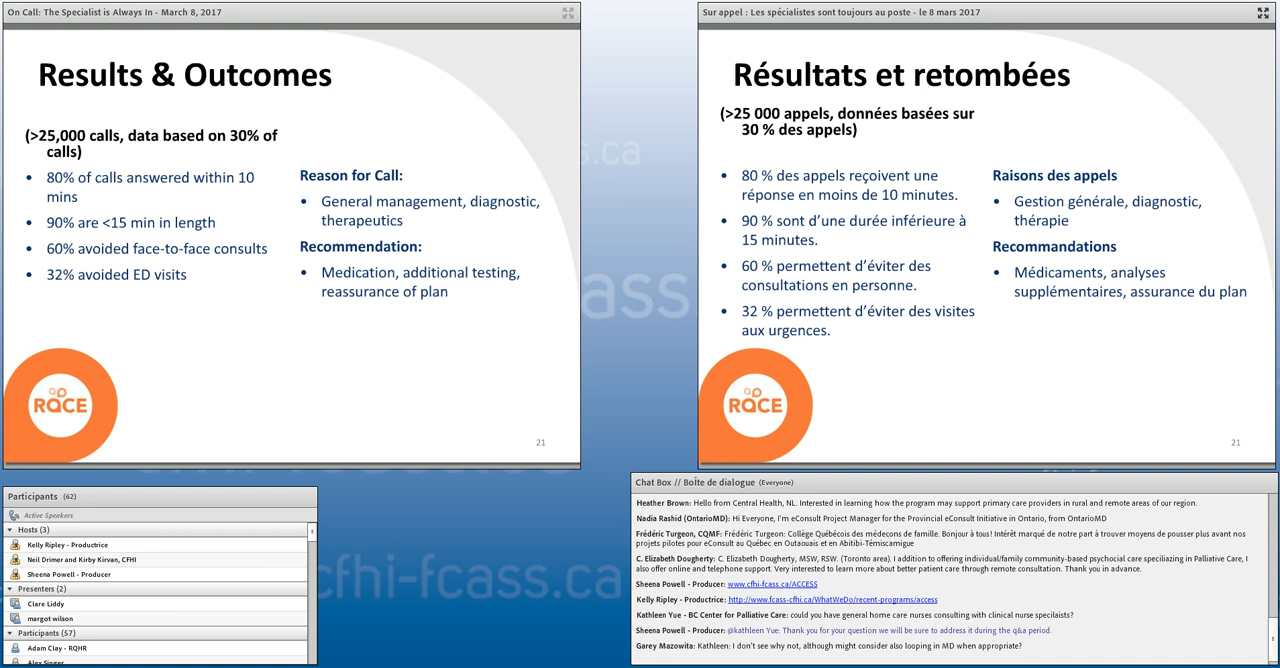 On Call: The Specialist is Always In - March 8, 2017
Results & Outcomes
(>25,000 calls, data based on 30% of
calls)
• 80% of calls answered within 10
mins
• 90% are <15 min in length
• 60% avoided face-to-face consults
• 32% avoided ED visits
Reason for Call:
• General management, diagnostic,
therapeutics
Recommendation:
• Medication, additional testing,
reassurance of plan
RACE
21
Sur appel : Les spécialistes sont toujours au poste - le 8 mars 2017
Résultats et retombées
(>25 000 appels, données basées sur
30 % des appels)
• 80 % des appels reçoivent une
réponse en moins de 10 minutes.
• 90 % sont d’une durée inférieure à
15 minutes.
• 60 % permettent d’éviter des
consultations en personne.
• 32 % permettent d’éviter des visites
aux urgences.
Raisons des appels
• Gestion générale, diagnostic,
thérapie
Recommandations
• Médicaments, analyses
supplémentaires, assurance du plan
RACE
21
s.ca
ass.
cfhi-fcass.ca
Participants (62)
Active Speakers
Hosts (3)
Kelly Ripley - Productrice
Neil Drimer and Kirby Kirvan, CFHI
Sheena Powell - Producer
Presenters (2)
Clare Liddy
margot wilson
Participants (57)
Adam Clay - RQHR
Alex Singer
Chat Box // Boîte de dialogue (Everyone)
Heather Brown: Hello from Central Health, NL. Interested in learning how the program may support primary care providers in rural and remote areas of our region.
Nadia Rashid (OntarioMD): Hi Everyone, I'm eConsult Project Manager for the Provincial eConsult Initiative in Ontario, from OntarioMD
Frédéric Turgeon, CQMF: Frédéric Turgeon: Collège Québécois des médecons de famille. Bonjour à tous! Intérêt marqué de notre part à trouver moyens de pousser plus avant nos
projets pilotes pour eConsult au Québec en Outaouais et en Abitibi-Témiscamigue
C. Elizabeth Dougherty: C. Elizabeth Dougherty, MSW, RSW. (Toronto area). I addition to offering individual/family community-based psychocial care speciliazing in Palliative Care, I
also offer online and telephone support. Very interested to learn more about better patient care through remote consultation. Thank you in advance.
Sheena Powell - Producer: www.cfhi-fcass.ca/ACCESS
Kelly Ripley - Productrice: http://www.fcass-cfhi.ca/WhatWeDo/recent-programs/access
Kathleen Yue - BC Center for Palliative Care: could you have general home care nurses consulting with clinical nurse specilaists?
Sheena Powell - Producer: @kathleen Yue: Thank you for your question we will be sure to address it during the q&a period.
Garey Mazowita: Kathleen: I don't see why not, although might consider also looping in MD when appropriate?